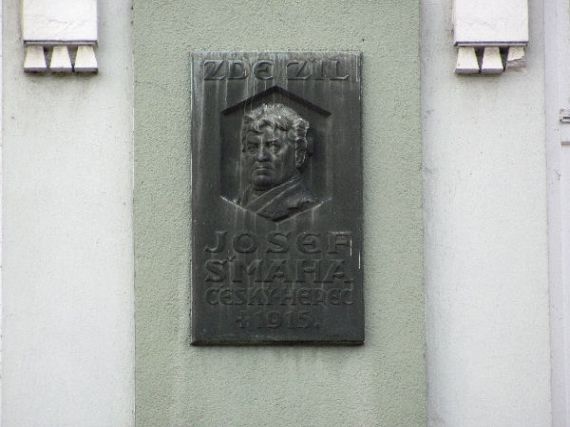 ZDE ŽIL
JOSEF
ŠMAHA
ČESKÝ HEREC
† 1915.